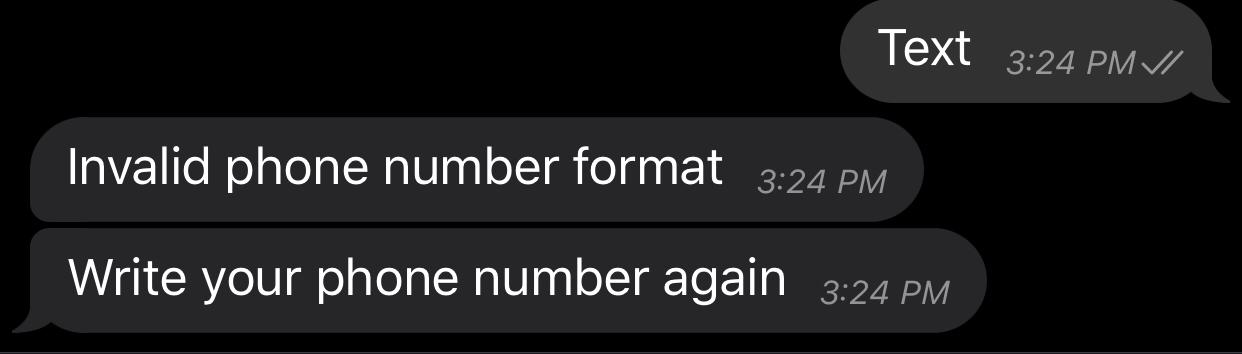 Text 3:24 PM
Invalid phone number format 3:24 PM
Write your phone number again 3:24 PM